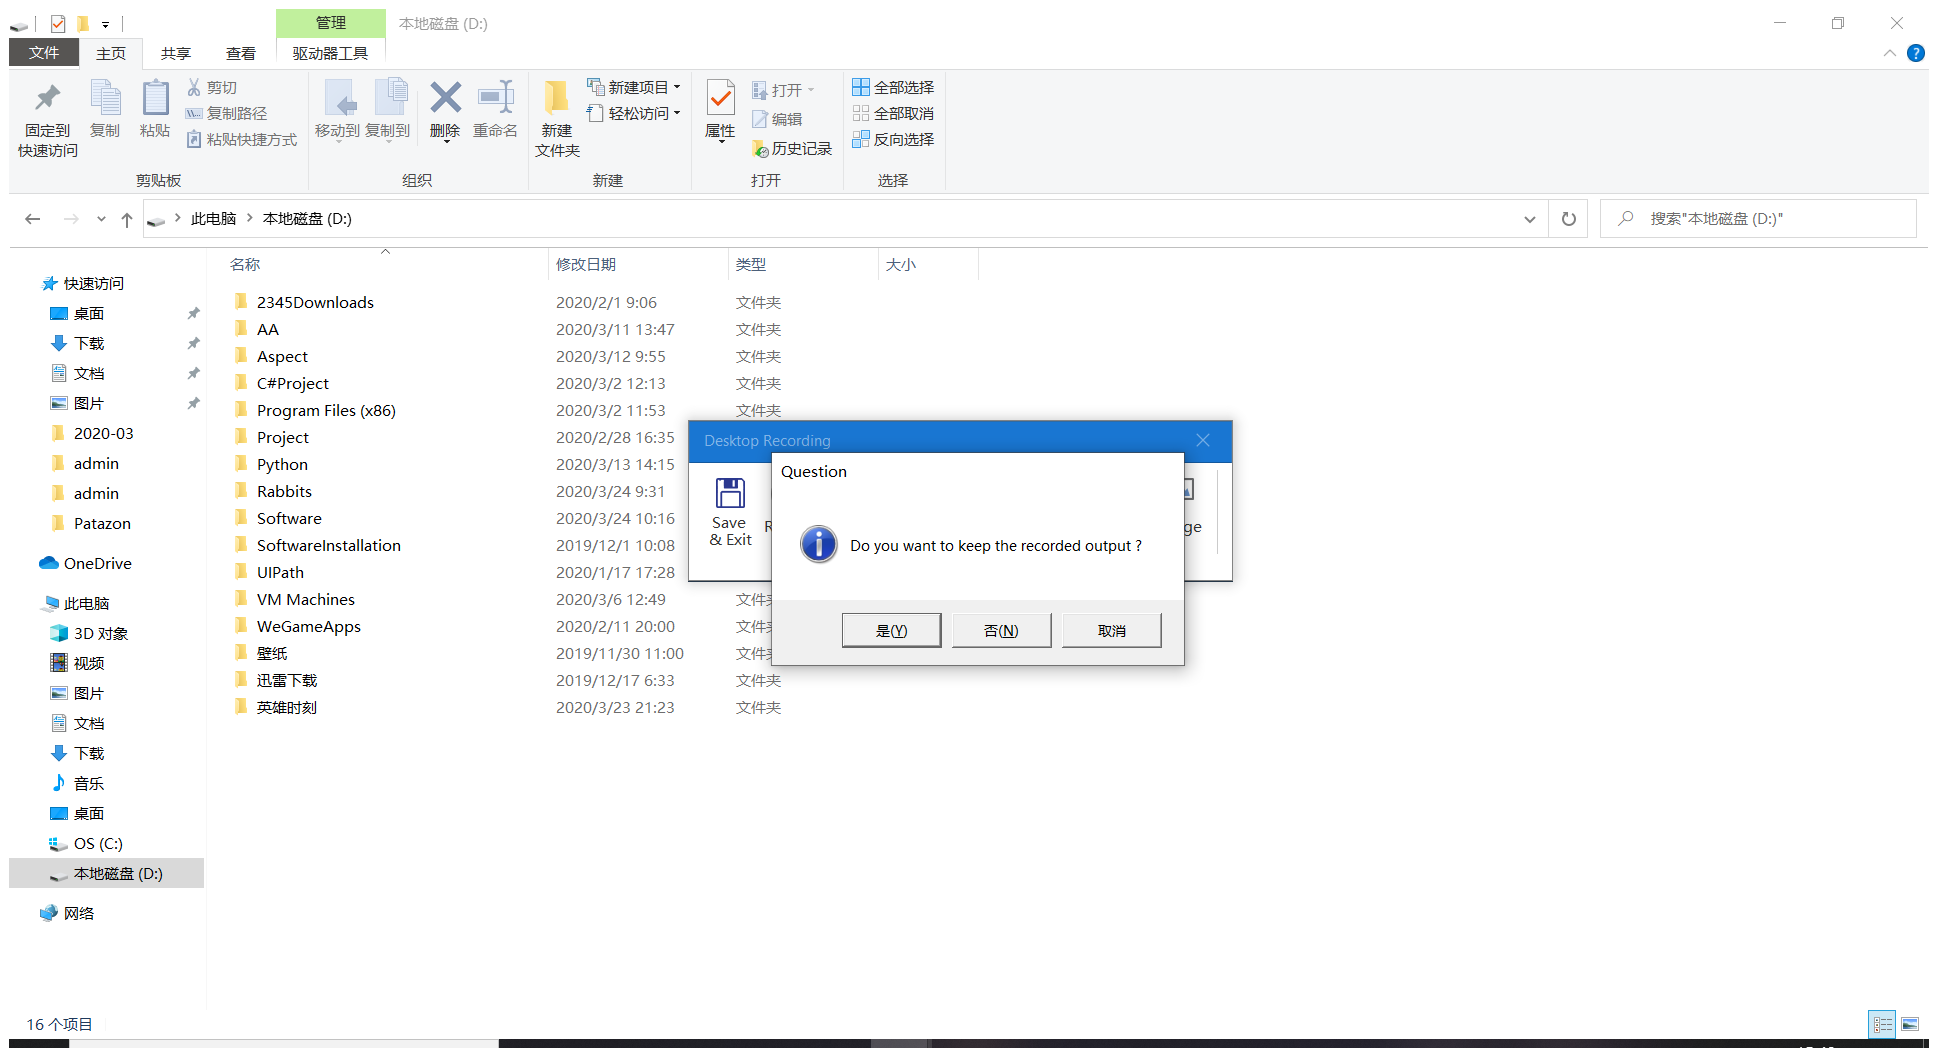 管理
本地磁盘 (D:)
文件
主页
共享
查看
驱动器工具
固定到
快速访问
复制
粘贴
剪切
复制路径
粘贴快捷方式
剪贴板
移动到
复制到
删除
重命名
组织
新建
文件夹
新建项目
轻松访问
新建
属性
打开
编辑
历史记录
打开
全部选择
全部取消
反向选择
选择
此电脑
本地磁盘 (D:)
搜索"本地磁盘 (D:)"
名称
修改日期
类型
大小
快速访问
桌面
下载
文档
图片
2020-03
admin
admin
Patazon
OneDrive
此电脑
3D 对象
视频
图片
文档
下载
音乐
桌面
OS (C:)
本地磁盘 (D:)
网络
2345Downloads 2020/2/1 9:06 文件夹
AA 2020/3/11 13:47 文件夹
Aspect 2020/3/12 9:55 文件夹
C#Project 2020/3/2 12:13 文件夹
Program Files (x86) 2020/3/2 11:53 文件夹
Project 2020/2/28 16:35
Python 2020/3/13 14:15
Rabbits 2020/3/24 9:31
Software 2020/3/24 10:16
SoftwareInstallation 2019/12/1 10:08
UIPath 2020/1/17 17:28
VM Machines 2020/3/6 12:49 文件
WeGameApps 2020/2/11 20:00 文件
壁纸 2019/11/30 11:00 文件
迅雷下载 2019/12/17 6:33 文件夹
英雄时刻 2020/3/23 21:23 文件夹
Desktop Recording
Save
& Exit
R
ge
Question
Do you want to keep the recorded output ?
是(Y)
否(N)
取消
16 个项目